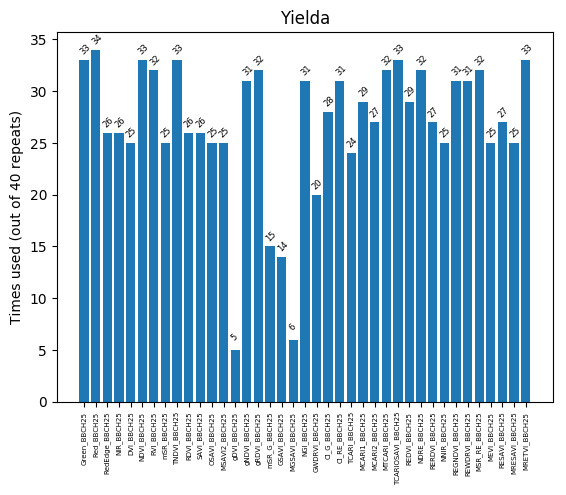 Yielda
Times used (out of 40 repeats)
35
30
25
20
15
10
5
0
33
34
26
26
25
33
32
25
33
26
26
25
25
5
31
32
15
14
6
31
20
28
31
24
29
27
32
33
29
32
27
25
31
31
32
25
27
25
33
Green_BBCH25
Red_BBCH25
RedEdge_BBCH25
NIR_BBCH25
DVI_BBCH25
NDVI_BBCH25
RVI_BBCH25
mSR_BBCH25
TNDVI_BBCH25
RDVI_BBCH25
SAVI_BBCH25
OSAVI_BBCH25
MSAVI2_BBCH25
gDVI_BBCH25
gNDVI_BBCH25
gRDVI_BBCH25
mSR_G_BBCH25
GSAVI_BBCH25
MGSAVI_BBCH25
NGI_BBCH25
GWDRVI_BBCH25
CI_G_BBCH25
CI_RE_BBCH25
TCARI_BBCH25
MCARI1_BBCH25
MCARI2_BBCH25
MTCARI_BBCH25
TCARIOSAVI_BBCH25
REDVI_BBCH25
NDRE_BBCH25
RERDVI_BBCH25
NNIR_BBCH25
REGNDVI_BBCH25
REWDRVI_BBCH25
MSR_RE_BBCH25
MEVI_BBCH25
RESAVI_BBCH25
MRESAVI_BBCH25
MRETVI_BBCH25